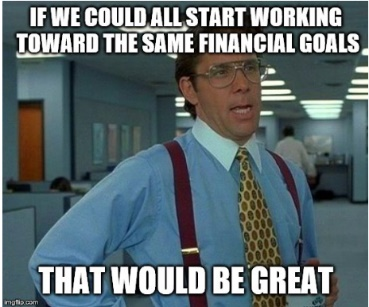 IF WE COULD ALL START WORKING
TOWARD THE SAME FINANCIAL GOALS
THAT WOULD BE GREAT
imgflip.com